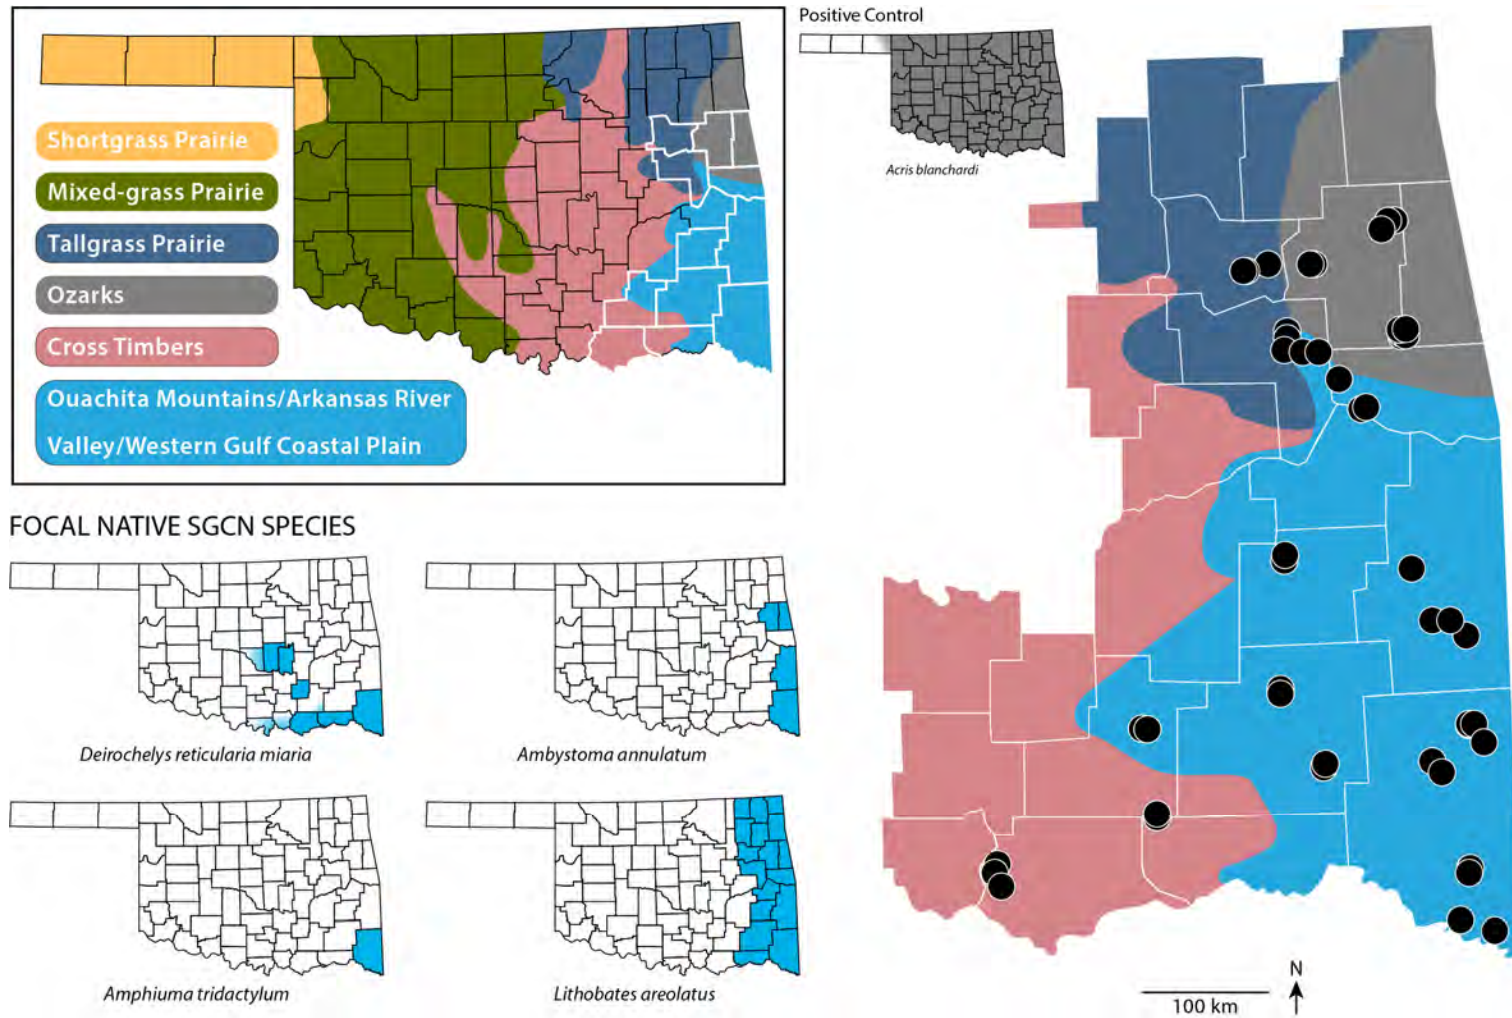 Shortgrass Prairie
Mixed-grass Prairie
Tallgrass Prairie
Ozarks
Cross Timbers
Ouachita Mountains/Arkansas River
Valley/Western Gulf Coastal Plain
Positive Control
Acris blanchardi
FOCAL NATIVE SGCN SPECIES
Deirochelys reticularia miaria
Ambystoma annulatum
Amphiuma tridactylum
Lithobates areolatus
100 km
N